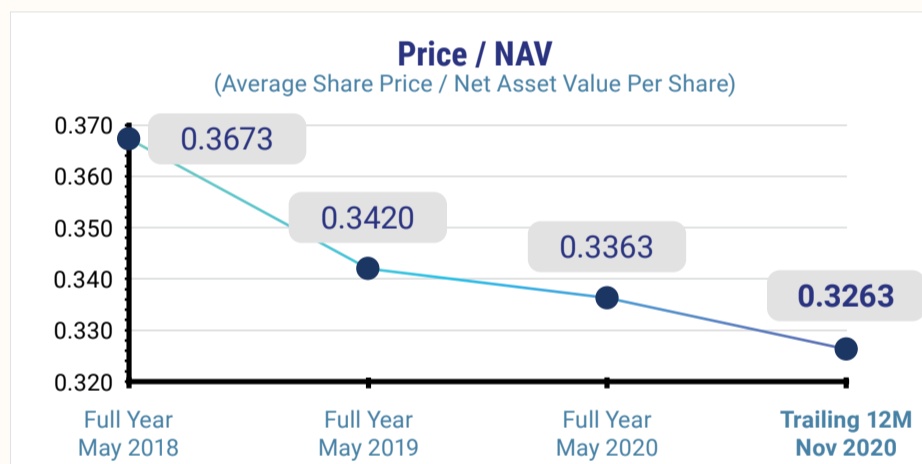 Price / NAV
(Average Share Price / Net Asset Value Per Share)
0.370
0.3673
0.360
0.350
0.3420
0.3363
0.340
0.3263
0.330
0.320
Full Year
May 2018
Full Year
May 2019
Full Year
May 2020
Trailing 12M
Nov 2020